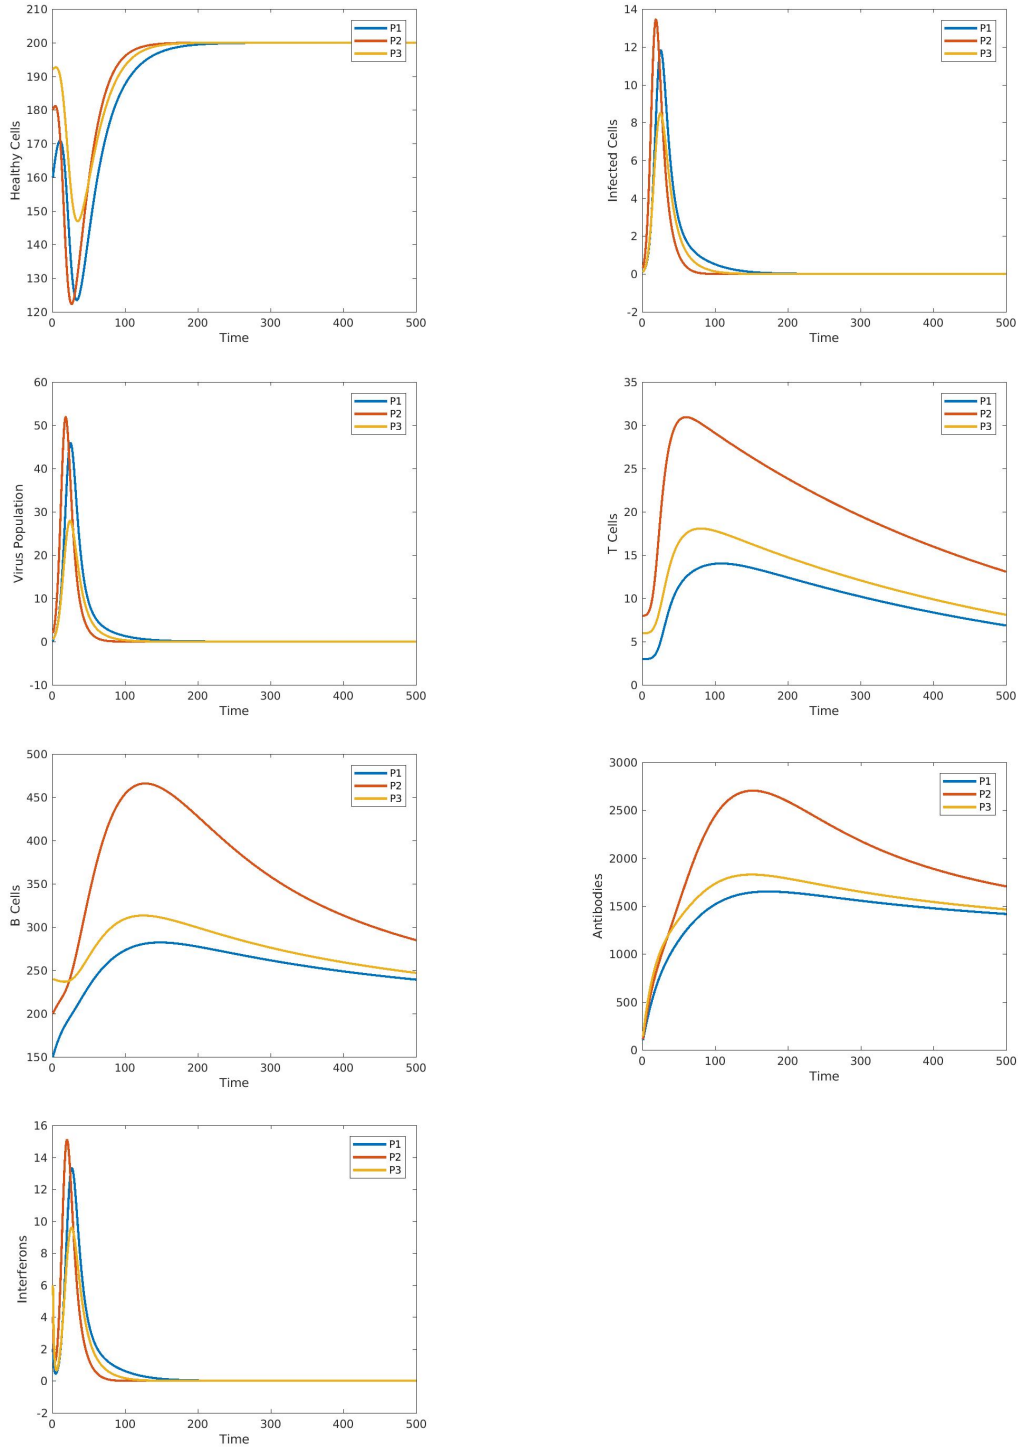 Healthy Cells
210
200
190
180
170
160
150
140
130
120
0 100 200 300 400 500
Time
P1
P2
P3
Infected Cells
14
12
10
8
6
4
2
0
-2
0 100 200 300 400 500
Time
P1
P2
P3
Virus Population
60
50
40
30
20
10
0
-10
0 100 200 300 400 500
Time
P1
P2
P3
T Cells
35
30
25
20
15
10
5
0
0 100 200 300 400 500
Time
P1
P2
P3
B Cells
500
450
400
350
300
250
200
150
0 100 200 300 400 500
Time
P1
P2
P3
Antibodies
3000
2500
2000
1500
1000
500
0
0 100 200 300 400 500
Time
P1
P2
P3
Interferons
16
14
12
10
8
6
4
2
0
-2
0 100 200 300 400 500
Time
P1
P2
P3